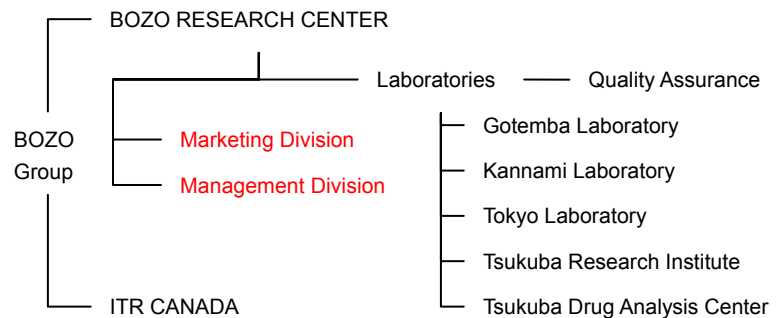 BOZO RESEARCH CENTER
Laboratories
Quality Assurance
BOZO
Group
Marketing Division
Management Division
Gotemba Laboratory
Kannami Laboratory
Tokyo Laboratory
Tsukuba Research Institute
Tsukuba Drug Analysis Center
ITR CANADA